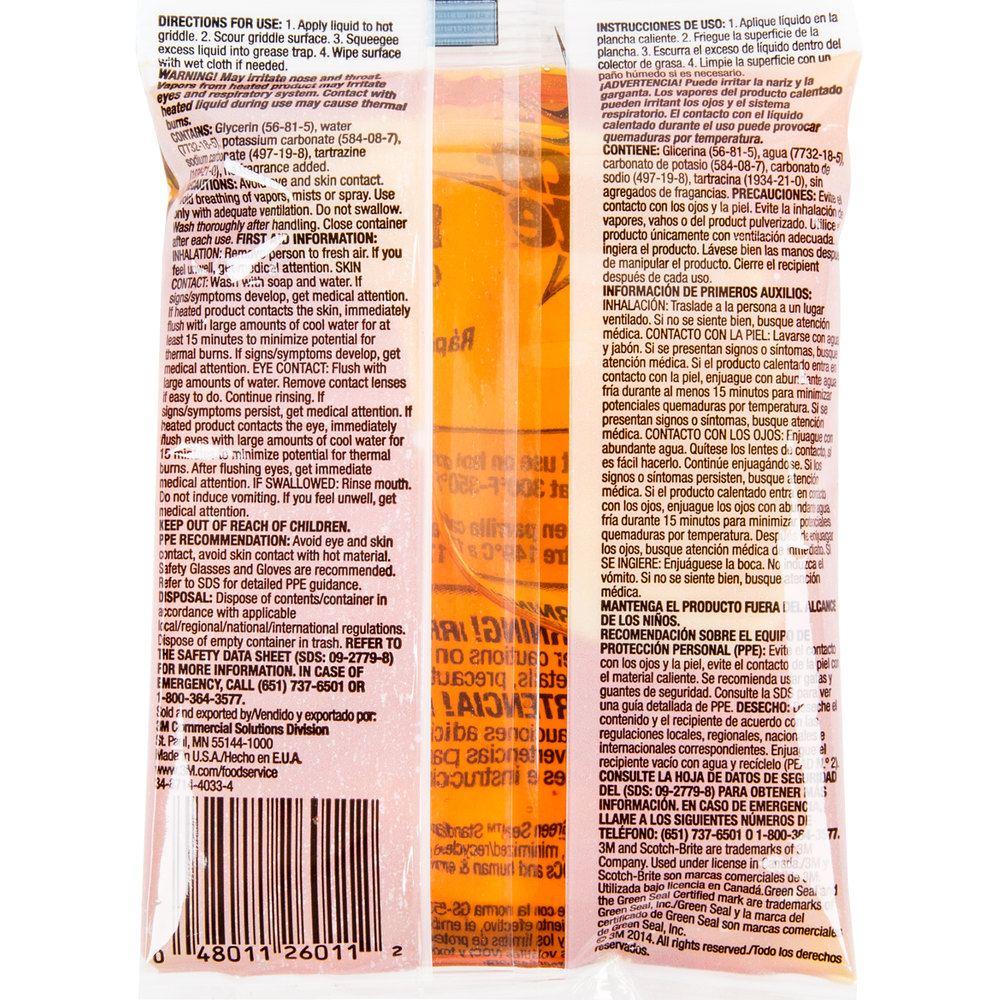 DIRECTIONS FOR USE: 1. Apply liquid to hot
griddle. 2. Scour griddle surface. 3. Squeegee
excess liquid into grease trap. 4. Wipe surface
with wet cloth if needed.
WARNING! May irritate nose and throat.
Vapors from heated product may irritate
eyes and respiratory system. Contact with
heated liquid during use may cause thermal
burns.
CONTAINS: Glycerin (56-81-5), water
(7732-18-5), potassium carbonate (584-08-7),
sodium carbonate (497-19-8), tartrazine
no fragrance added.
Avoid eye and skin contact.
Avoid breathing of vapors, mists or spray. Use
only with adequate ventilation. Do not swallow.
Wash thoroughly after handling. Close container
after each use. FIRST AID INFORMATION:
INHALATION: Remove person to fresh air. If you
feel unwell, get medical attention. SKIN
CONTACT: Wash with soap and water. If
signs/symptoms develop, get medical attention.
If heated product contacts the skin, immediately
flush with large amounts of cool water for at
least 15 minutes to minimize potential for
thermal burns. If signs/symptoms develop, get
medical attention. EYE CONTACT: Flush with
large amounts of water. Remove contact lenses
if easy to do. Continue rinsing. If
signs/symptoms persist, get medical attention. If
heated product contacts the eye, immediately
flush eyes with large amounts of cool water for
15 minutes to minimize potential for thermal
burns. After flushing eyes, get immediate
medical attention. IF SWALLOWED: Rinse mouth.
Do not induce vomiting. If you feel unwell, get
medical attention.
KEEP OUT OF REACH OF CHILDREN.
PPE RECOMMENDATION: Avoid eye and skin
contact, avoid skin contact with hot material.
Safety Glasses and Gloves are recommended.
Refer to SDS for detailed PPE guidance.
DISPOSAL: Dispose of contents/container in
accordance with applicable
local/regional/national/international regulations.
Dispose of empty container in trash. REFER TO
THE SAFETY DATA SHEET (SDS: 09-2779-8)
FOR MORE INFORMATION. IN CASE OF
EMERGENCY, CALL (651) 737-6501 OR
1-800-364-3577.
Sold and exported by/Vendido y exportado por:
3M Commercial Solutions Division
St. Paul, MN 55144-1000
Made in U.S.A./Hecho en E.U.A.
www.3M.com/foodservice
34-8714-4033-4
0 48011 26011 2
INSTRUCCIONES DE USO: 1. Aplique líquido en la
plancha caliente. 2. Friegue la superficie de la
plancha. 3. Escurra el exceso de líquido dentro del
colector de grasa. 4. Limpie la superficie con un
paño húmedo si es necesario.
¡ADVERTENCIA! Puede irritar la nariz y la
garganta. Los vapores del producto calentado
pueden irritant los ojos y el sistema
respiratorio. El contacto con el líquido
calentado durante el uso puede provocar
quemaduras por temperatura.
CONTIENE: Glicerina (56-81-5), agua (7732-18-5),
carbonato de potasio (584-08-7), carbonato de
sodio (497-19-8), tartracina (1934-21-0), sin
agregados de fragancias. PRECAUCIONES: Evite el
contacto con los ojos y la piel. Evite la inhalación de
vapores, vahos o del product pulverizado. Utilice el
producto únicamente con ventilación adecuada.
ingiera el producto. Lávese bien las manos después
de manipular el producto. Cierre el recipient
después de cada uso.
INFORMACIÓN DE PRIMEROS AUXILIOS:
INHALACIÓN: Traslade a la persona a un lugar
ventilado. Si no se siente bien, busque atención
médica. CONTACTO CON LA PIEL: Lavarse con agua
y jabón. Si se presentan signos o síntomas, busque
atención médica. Si el producto calentado entra en
contacto con la piel, enjuague con abundante agua
fría durante al menos 15 minutos para minimizar
potenciales quemaduras por temperatura. Si se
presentan signos o síntomas, busque atención
médica. CONTACTO CON LOS OJOS: Enjuague con
abundante agua. Quítese los lentes de contacto, si
es fácil hacerlo. Continúe enjuagándose. Si los
signos o síntomas persisten, busque atención
médica. Si el producto calentado entra en contacto
con los ojos, enjuague los ojos con abundante agua
fría durante 15 minutos para minimizar potenciales
quemaduras por temperatura. Después de enjuagar
los ojos, busque atención médica de inmediato. SI
SE INGIERE: Enjuáguese la boca. No induzca el
vómito. Si no se siente bien, busque atención
médica.
MANTENGA EL PRODUCTO FUERA DEL ALCANCE
DE LOS NIÑOS.
RECOMENDACIÓN SOBRE EL EQUIPO DE
PROTECCIÓN PERSONAL (PPE): Evite el contacto
con los ojos y la piel, evite el contacto de la piel con
el material caliente. Se recomienda usar gafas y
guantes de seguridad. Consulte la SDS para ver
una guía detallada de PPE. DESECHO: Deseche el
contenido y el recipiente de acuerdo con las
regulaciones locales, regionales, nacionales e
internacionales correspondientes. Enjuague el
recipiente vacío con agua y recíclelo (PEAD N.º 2).
CONSULTE LA HOJA DE DATOS DE SEGURIDAD
DEL (SDS: 09-2779-8) PARA OBTENER MÁS
INFORMACIÓN. EN CASO DE EMERGENCIA,
LLAME A LOS SIGUIENTES NÚMEROS DE
TELÉFONO: (651) 737-6501 O 1-800-364-3577.
3M and Scotch-Brite are trademarks of 3M
Company. Used under license in Canada./3M y
Scotch-Brite son marcas comerciales de 3M.
Utilizada bajo licencia en Canadá.Green Seal and
the Green Seal Certified mark are trademarks of
Green Seal, Inc./Green Seal y la marca del
certificado de Green Seal son marcas comerciales
de Green Seal, Inc.
© 3M 2014. All rights reserved./Todo los derechos
reservados.